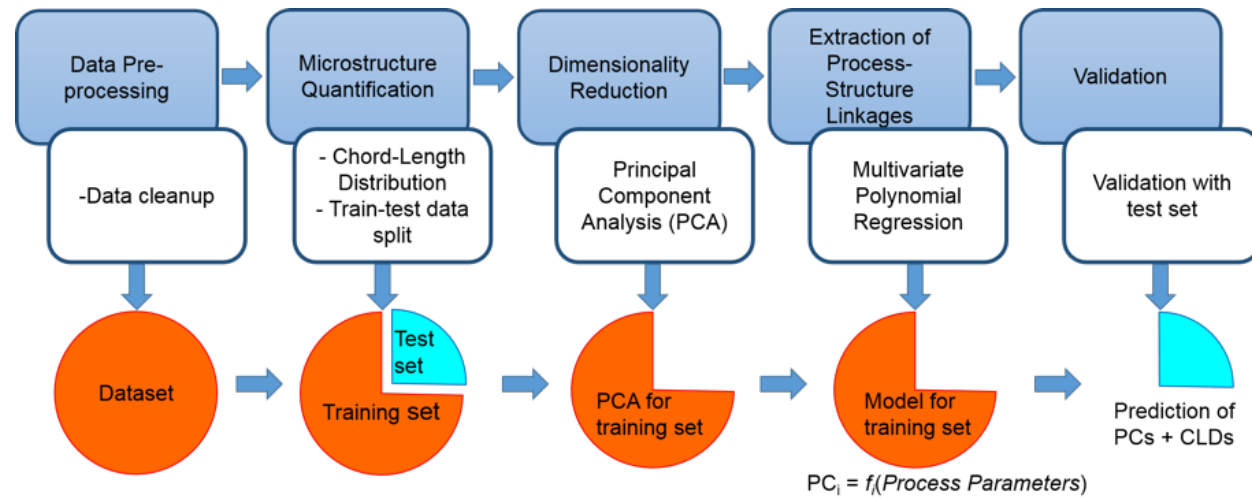 Data Pre-
processing
Microstructure
Quantification
Dimensionality
Reduction
Extraction of
Process-
Structure
Linkages
Validation
-Data cleanup
- Chord-Length
Distribution
- Train-test data
split
Principal
Component
Analysis (PCA)
Multivariate
Polynomial
Regression
Validation with
test set
Dataset
Test
set
Training set
PCA for
training set
Model for
training set
Prediction of
PCs + CLDs
PCi = fi(Process Parameters)